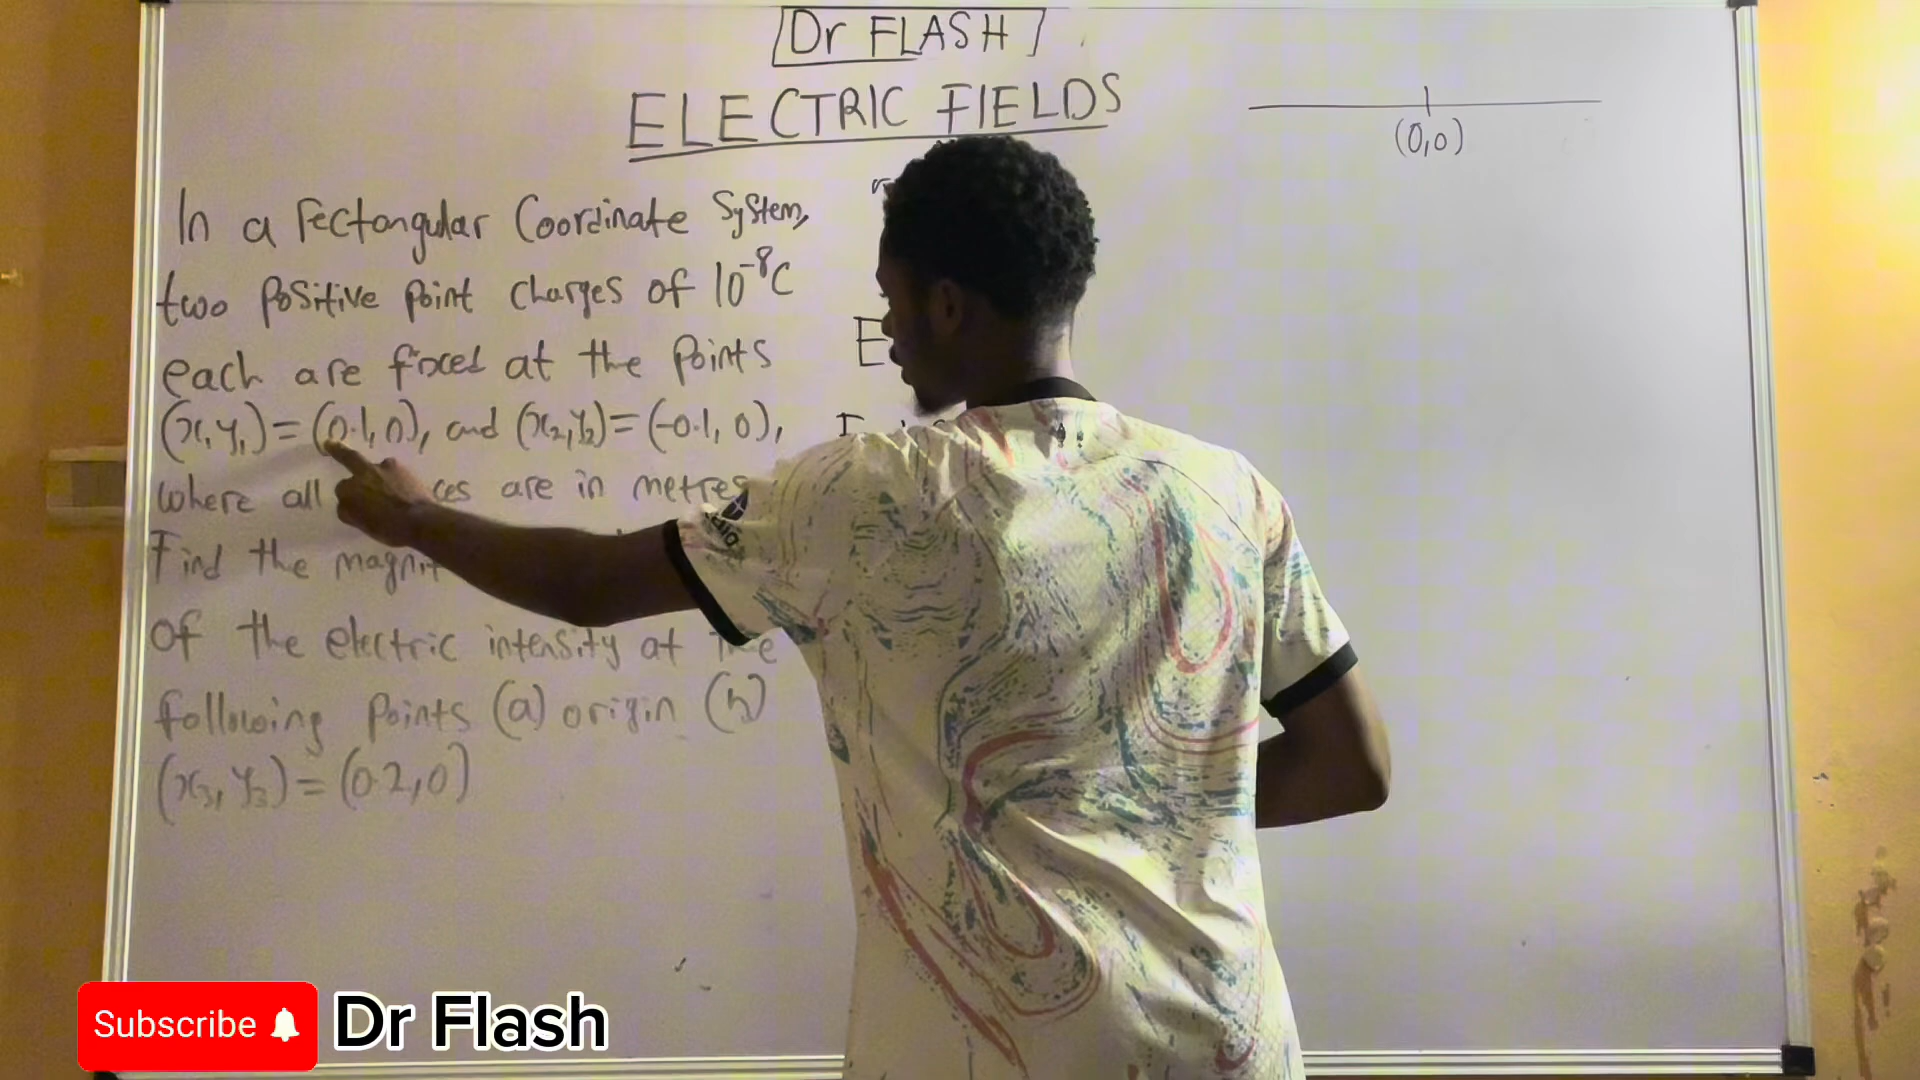 Dr FLASH
ELECTRIC FIELDS
(0,0)
In a rectangular Coordinate System,
two Positive Point Charges of 10⁻⁸C
each are fixed at the Points
(x₁,y₁)=(0.1, 0), and (x₂,y₂)=(-0.1, 0),
where all ces are in metres
Find the magnit
of the electric intensity at the
following Points (a) origin (b)
(x₃, y₃) = (0.2,0)
E
Subscribe Dr Flash